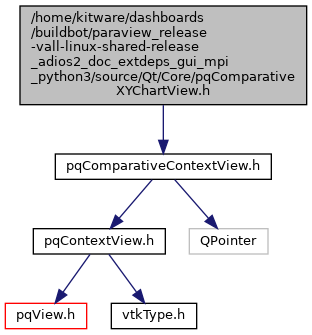 /home/kitware/dashboards
/buildbot/paraview_release
-vall-linux-shared-release
_adios2_doc_extdeps_gui_mpi
_python3/source/Qt/Core/pqComparative
XYChartView.h
pqComparativeContextView.h
pqContextView.h
QPointer
pqView.h
vtkType.h